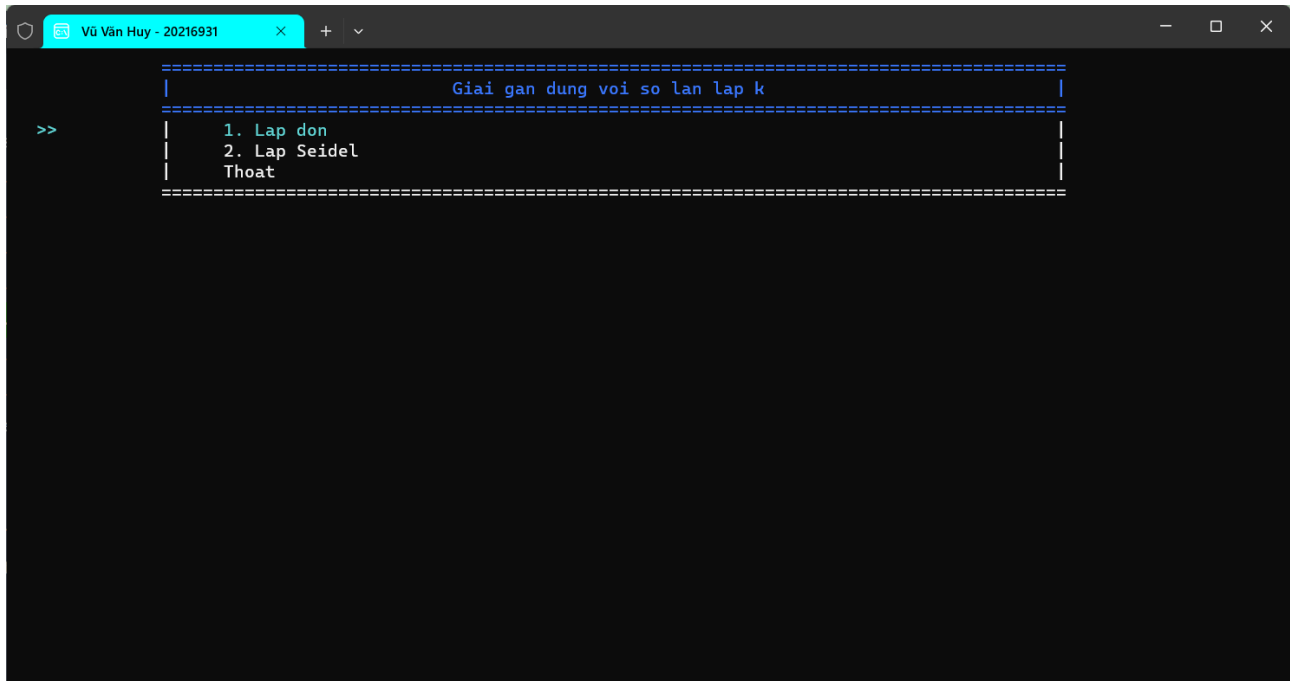 Vũ Văn Huy - 20216931
=======================================================================================
| Giai gan dung voi so lan lap k |
=======================================================================================
>> | 1. Lap don |
| 2. Lap Seidel |
| Thoat |
=======================================================================================